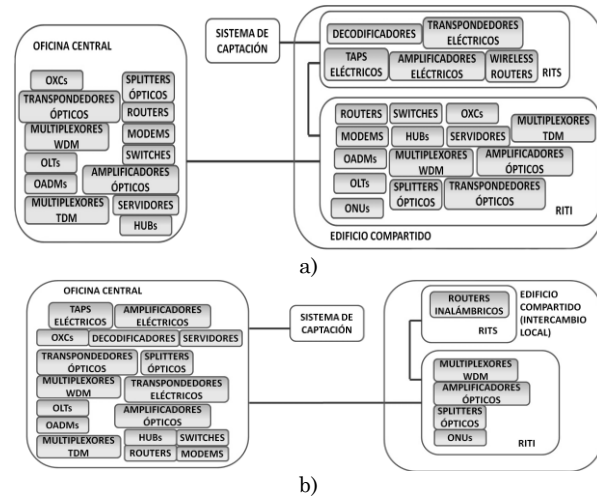 OFICINA CENTRAL
OXCs
SPLITTERS
ÓPTICOS
TRANSPONDEDORES
ÓPTICOS
ROUTERS
MULTIPLEXORES
WDM
MODEMS
SWITCHES
OLTs
OADMs
AMPLIFICADORES
ÓPTICOS
MULTIPLEXORES
TDM
SERVIDORES
HUBs
SISTEMA DE
CAPTACIÓN
DECODIFICADORES
TRANSPONDEDORES
ELÉCTRICOS
TAPS
ELÉCTRICOS
AMPLIFICADORES
ELÉCTRICOS
WIRELESS
ROUTERS
RITS
ROUTERS
SWITCHES
OXCs
MULTIPLEXORES
TDM
MODEMS
HUBs
SERVIDORES
OADMs
MULTIPLEXORES
WDM
AMPLIFICADORES
ÓPTICOS
OLTs
SPLITTERS
ÓPTICOS
TRANSPONDEDORES
ÓPTICOS
ONUs
RITI
EDIFICIO COMPARTIDO
a)
OFICINA CENTRAL
TAPS
ELÉCTRICOS
AMPLIFICADORES
ELÉCTRICOS
OXCs
DECODIFICADORES
SERVIDORES
TRANSPONDEDORES
ÓPTICOS
SPLITTERS
ÓPTICOS
MULTIPLEXORES
WDM
TRANSPONDEDORES
ELÉCTRICOS
OLTs
AMPLIFICADORES
ÓPTICOS
OADMs
MULTIPLEXORES
TDM
HUBs
SWITCHES
ROUTERS
MODEMS
SISTEMA DE
CAPTACIÓN
ROUTERS
INALÁMBRICOS
RITS
EDIFICIO
COMPARTIDO
(INTERCAMBIO
LOCAL)
MULTIPLEXORES
WDM
AMPLIFICADORES
ÓPTICOS
SPLITTERS
ÓPTICOS
ONUs
RITI
b)